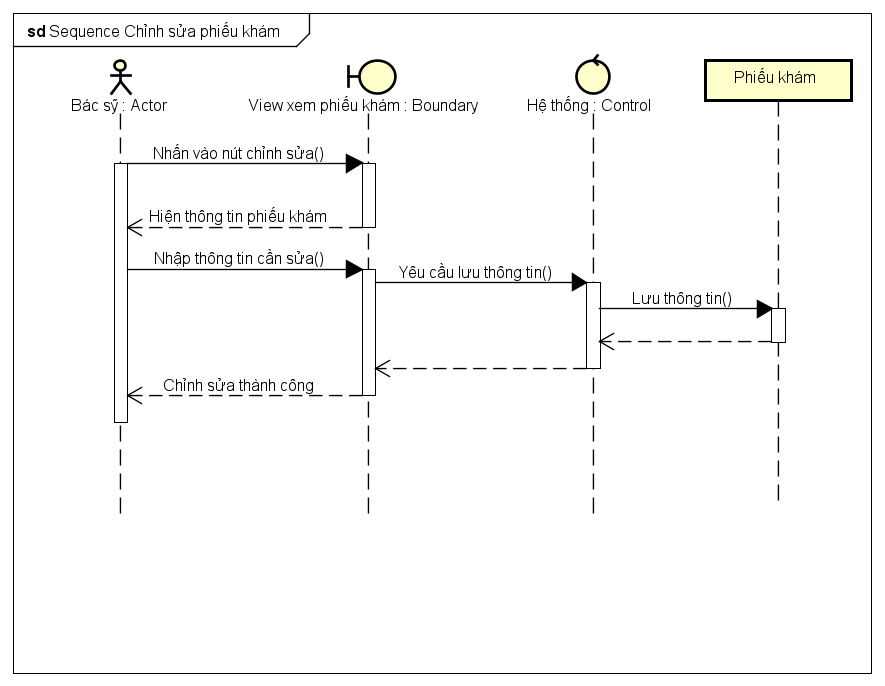 sd Sequence Chỉnh sửa phiếu khám
Bác sỹ : Actor
View xem phiếu khám : Boundary
Hệ thống : Control
Phiếu khám
Nhấn vào nút chỉnh sửa()
Hiện thông tin phiếu khám
Nhập thông tin cần sửa()
Yêu cầu lưu thông tin()
Lưu thông tin()
Chỉnh sửa thành công